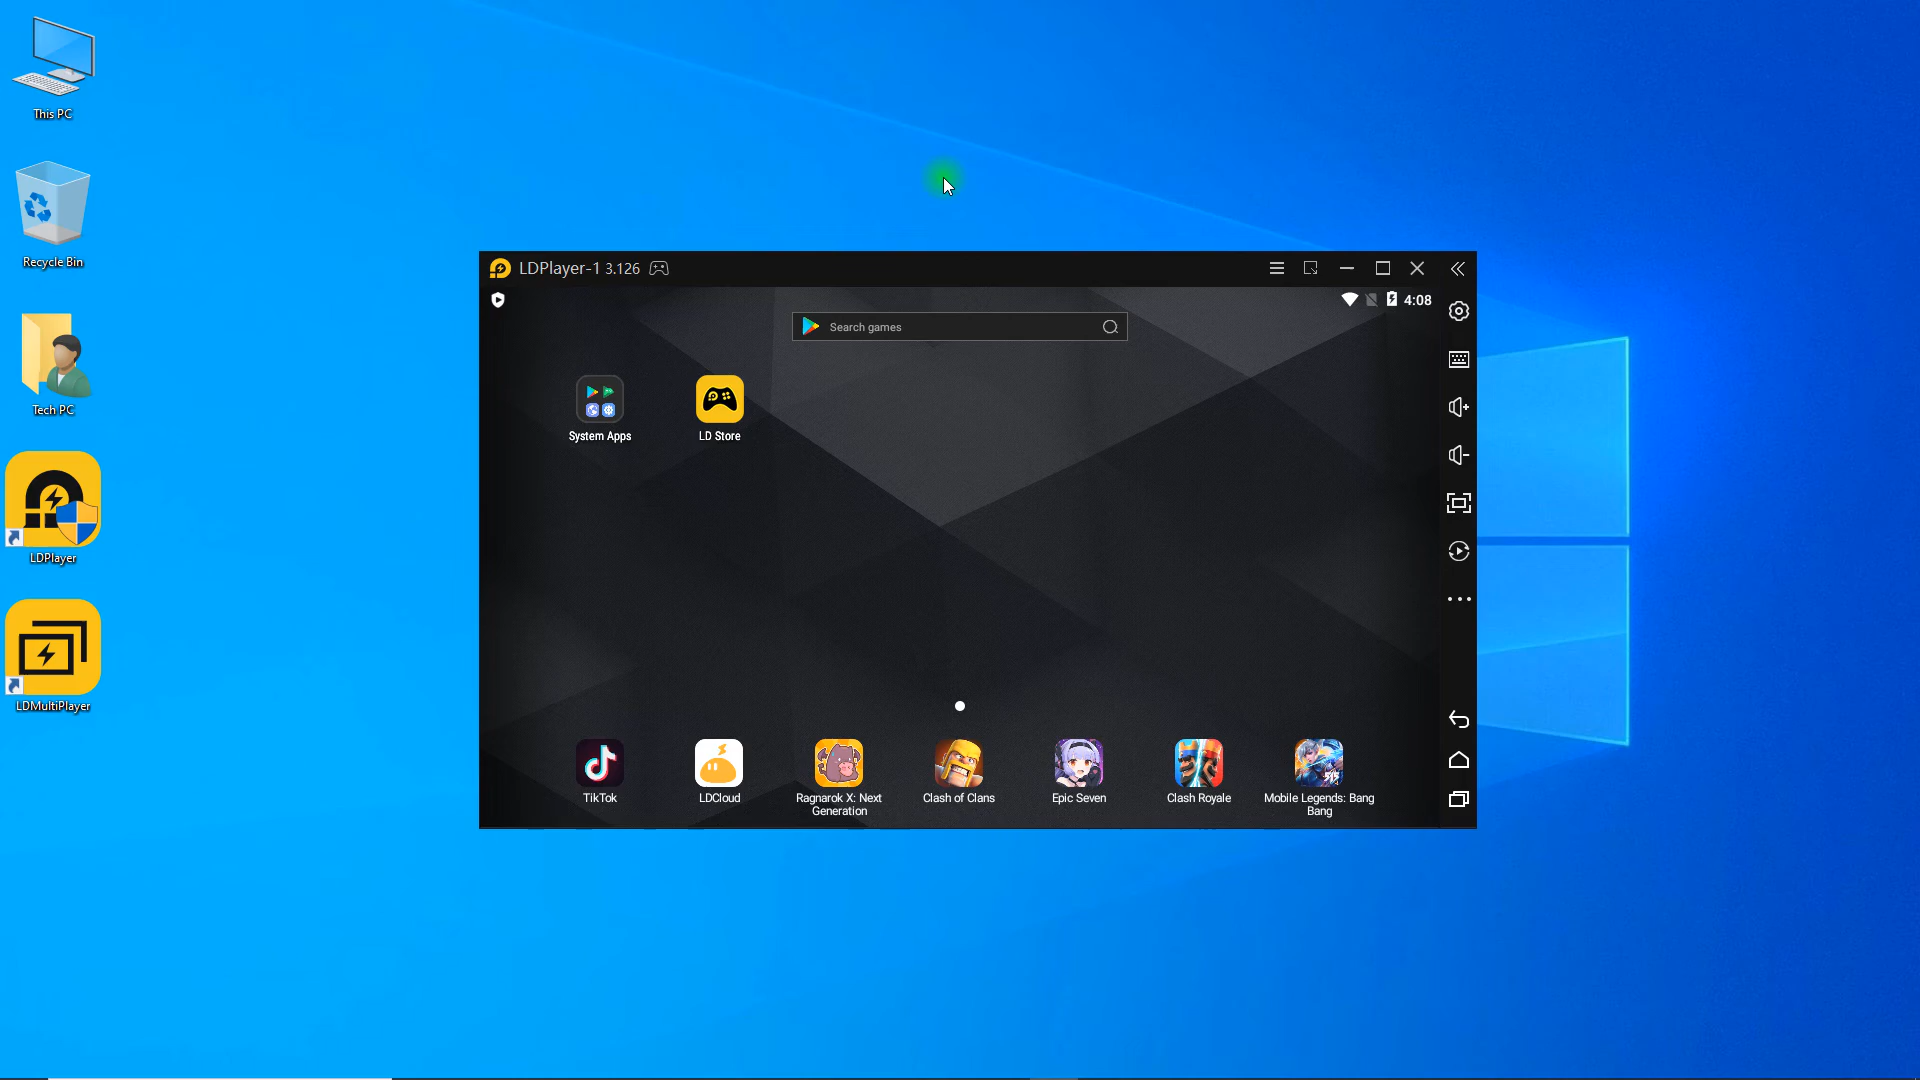 This PC
Recycle Bin
Tech PC
LDPlayer
LDMultiPlayer
LDPlayer-1 3.126
4:08
Search games
System Apps
LD Store
TikTok
LDCloud
Ragnarok X: Next
Generation
Clash of Clans
Epic Seven
Clash Royale
Mobile Legends: Bang
Bang